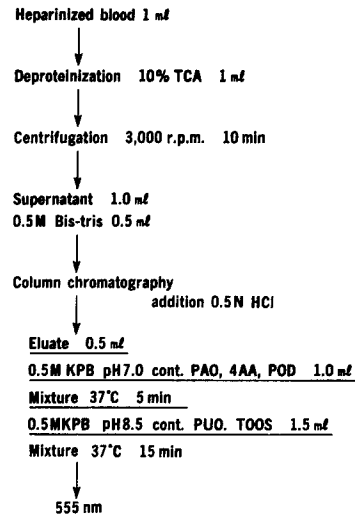 Heparinized blood 1 ml
Deproteinization 10% TCA 1 ml
Centrifugation 3,000 r.p.m. 10 min
Supernatant 1.0 ml
0.5M Bis-tris 0.5 ml
Column chromatography
addition 0.5N HCl
Eluate 0.5 ml
0.5M KPB pH7.0 cont. PAO, 4AA, POD 1.0 ml
Mixture 37°C 5 min
0.5MKPB pH8.5 cont. PUO. TOOS 1.5 ml
Mixture 37°C 15 min
555 nm